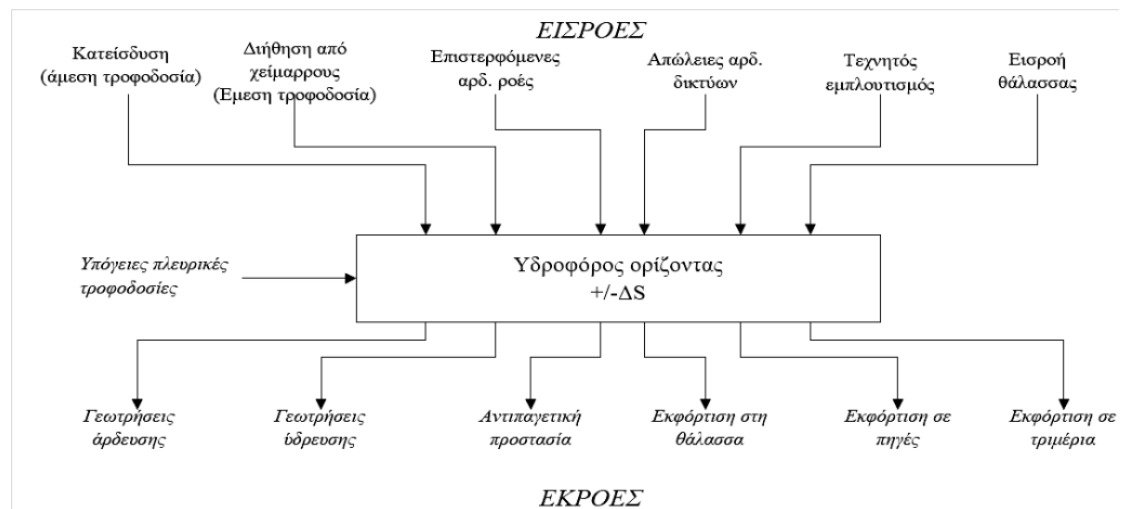 ΕΙΣΡΟΕΣ
Κατείσδυση
(άμεση τροφοδοσία)
Διήθηση από
χείμαρρους
(Έμεση τροφοδοσία)
Επιστερφόμενες
αρδ. ροές
Απώλειες αρδ.
δικτύων
Τεχνητός
εμπλουτισμός
Εισροή
θάλασσας
Υπόγειες πλευρικές
τροφοδοσίες
Υδροφόρος ορίζοντας
+/-ΔS
Γεωτρήσεις
άρδευσης
Γεωτρήσεις
ύδρευσης
Αντιπαγετική
προστασία
Εκφόρτιση στη
θάλασσα
Εκφόρτιση σε
πηγές
Εκφόρτιση σε
τριμέρια
ΕΚΡΟΕΣ